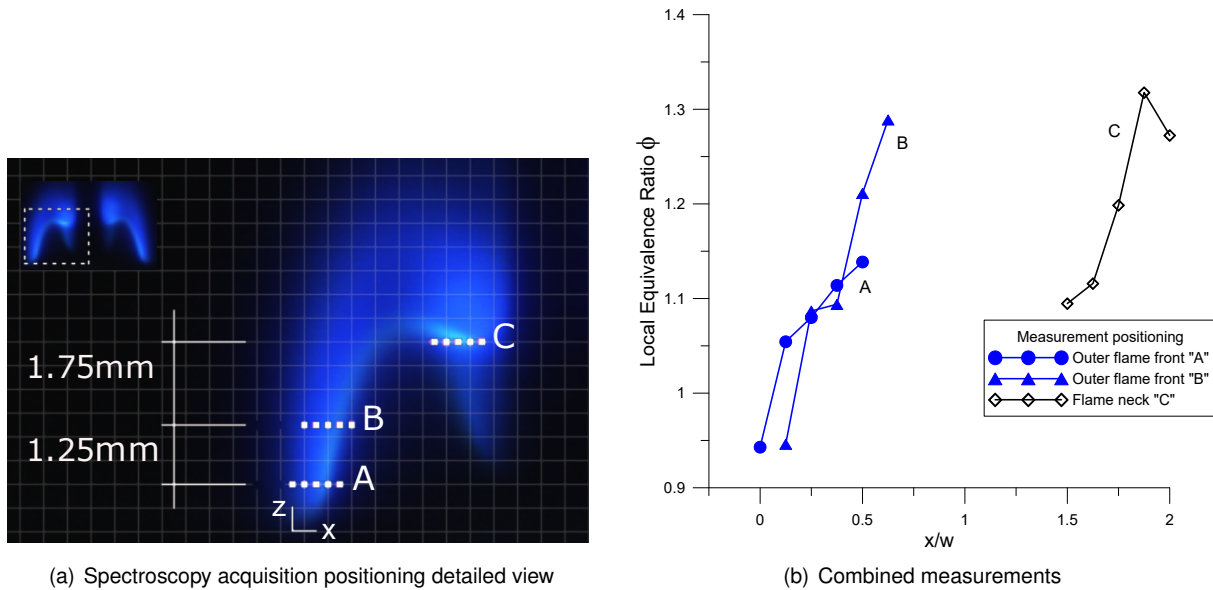 1.75mm
1.25mm
C
B
A
z
x
(a) Spectroscopy acquisition positioning detailed view
1.4
1.3
1.2
1.1
1
0.9
Local Equivalence Ratio ϕ
0
0.5
1
1.5
2
x/w
B
A
C
Measurement positioning
Outer flame front "A"
Outer flame front "B"
Flame neck "C"
(b) Combined measurements